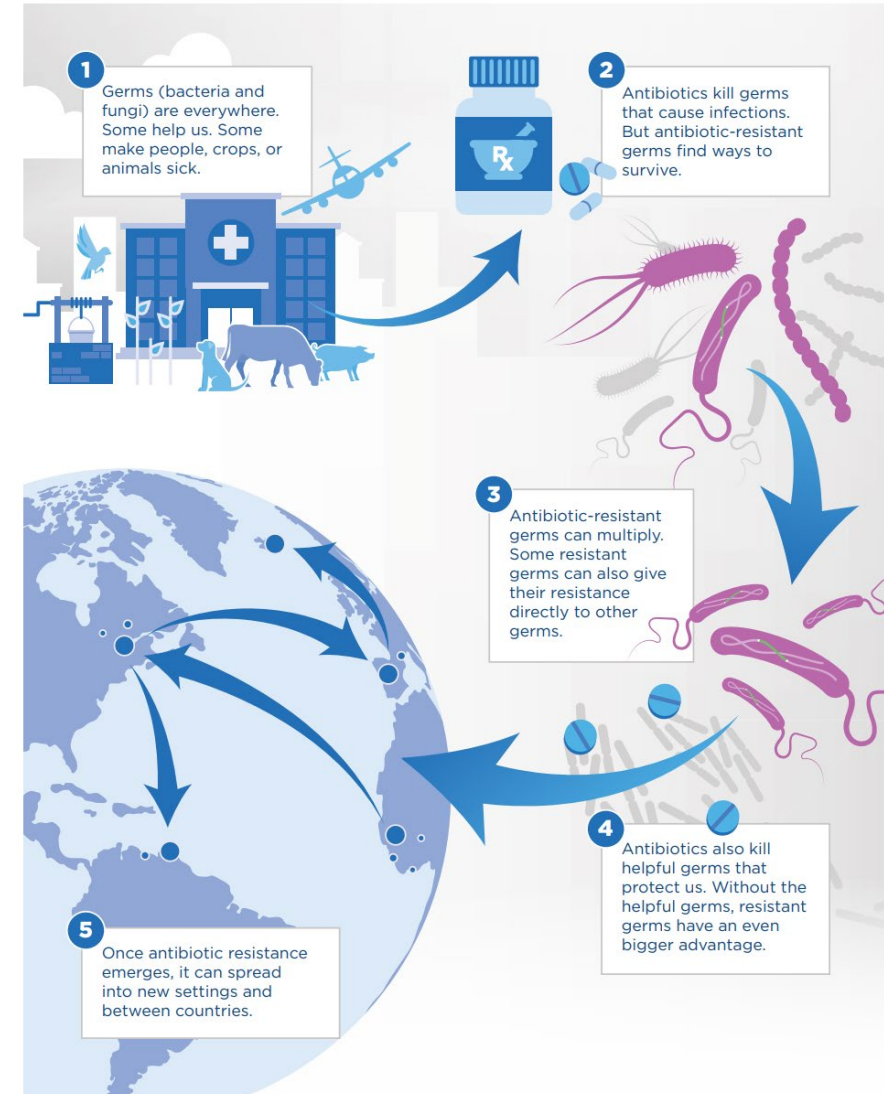 1
Germs (bacteria and
fungi) are everywhere.
Some help us. Some
make people, crops, or
animals sick.
Rx
2
Antibiotics kill germs
that cause infections.
But antibiotic-resistant
germs find ways to
survive.
3
Antibiotic-resistant
germs can multiply.
Some resistant
germs can also give
their resistance
directly to other
germs.
4
Antibiotics also kill
helpful germs that
protect us. Without the
helpful germs, resistant
germs have an even
bigger advantage.
5
Once antibiotic resistance
emerges, it can spread
into new settings and
between countries.